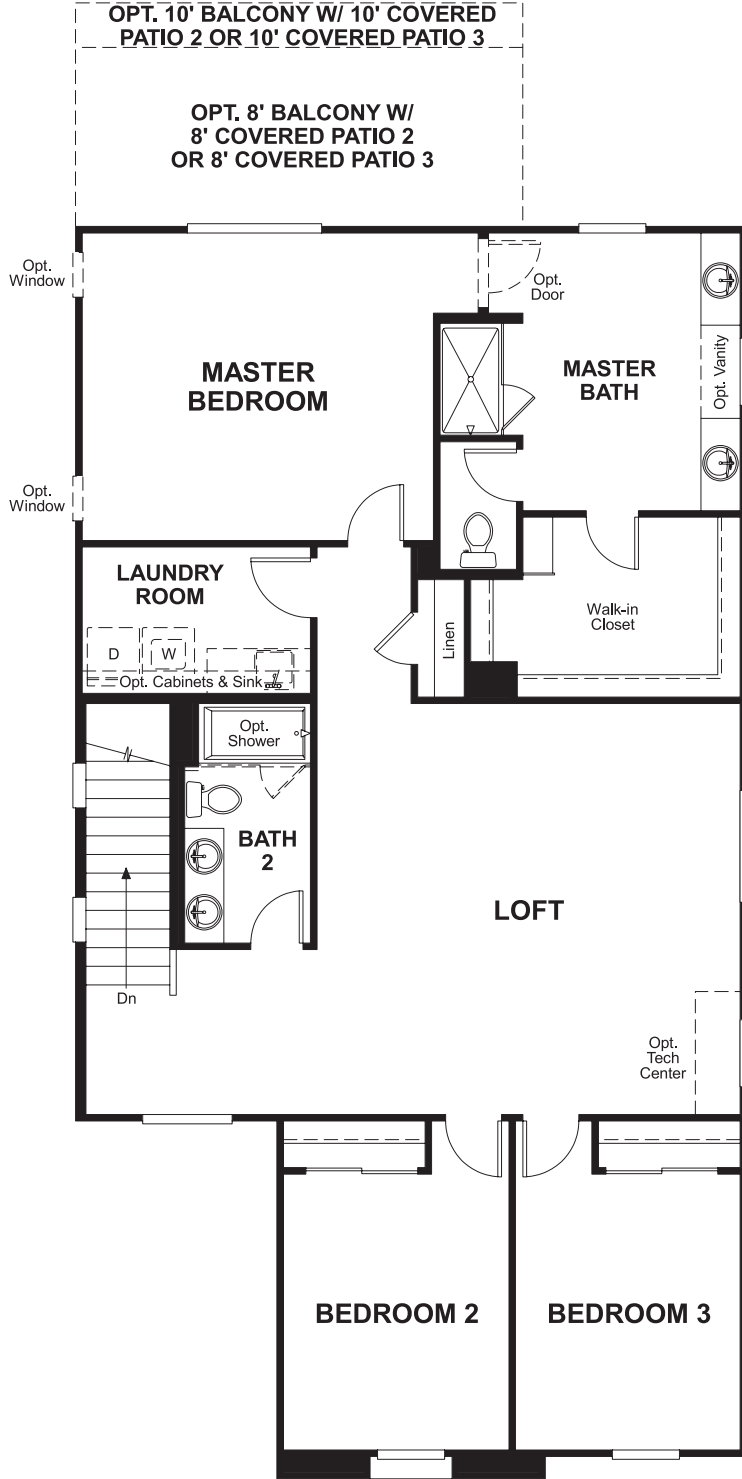 OPT. 10' BALCONY W/ 10' COVERED
PATIO 2 OR 10' COVERED PATIO 3
OPT. 8' BALCONY W/
8' COVERED PATIO 2
OR 8' COVERED PATIO 3
Opt.
Window
Opt.
Door
MASTER
BEDROOM
MASTER
BATH
Opt. Vanity
Opt.
Window
LAUNDRY
ROOM
Walk-in
Closet
Linen
D
W
Opt. Cabinets & Sink
Opt.
Shower
BATH
2
LOFT
Dn
Opt.
Tech
Center
BEDROOM 2
BEDROOM 3